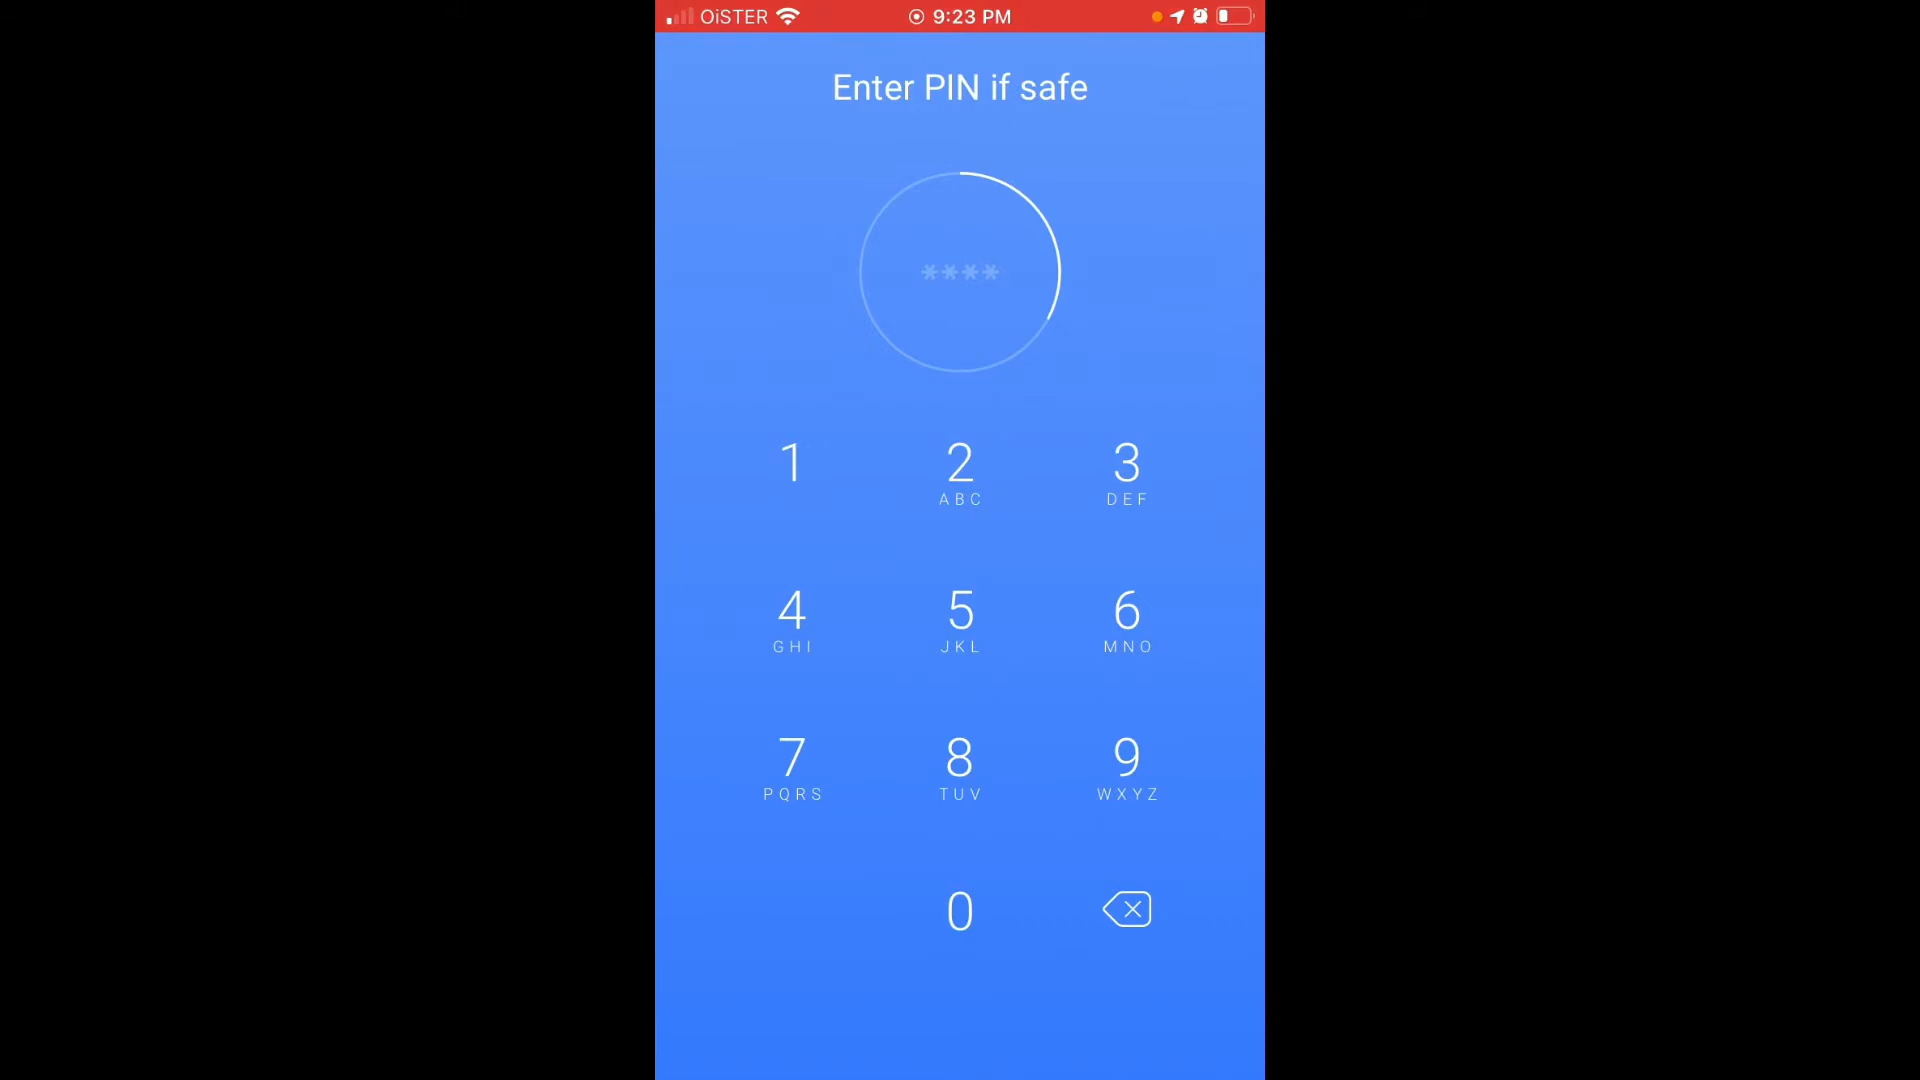 OiSTER 9:23 PM
Enter PIN if safe
****
1 2 3
ABC DEF
4 5 6
GHI JKL MNO
7 8 9
PQRS TUV WXYZ
0